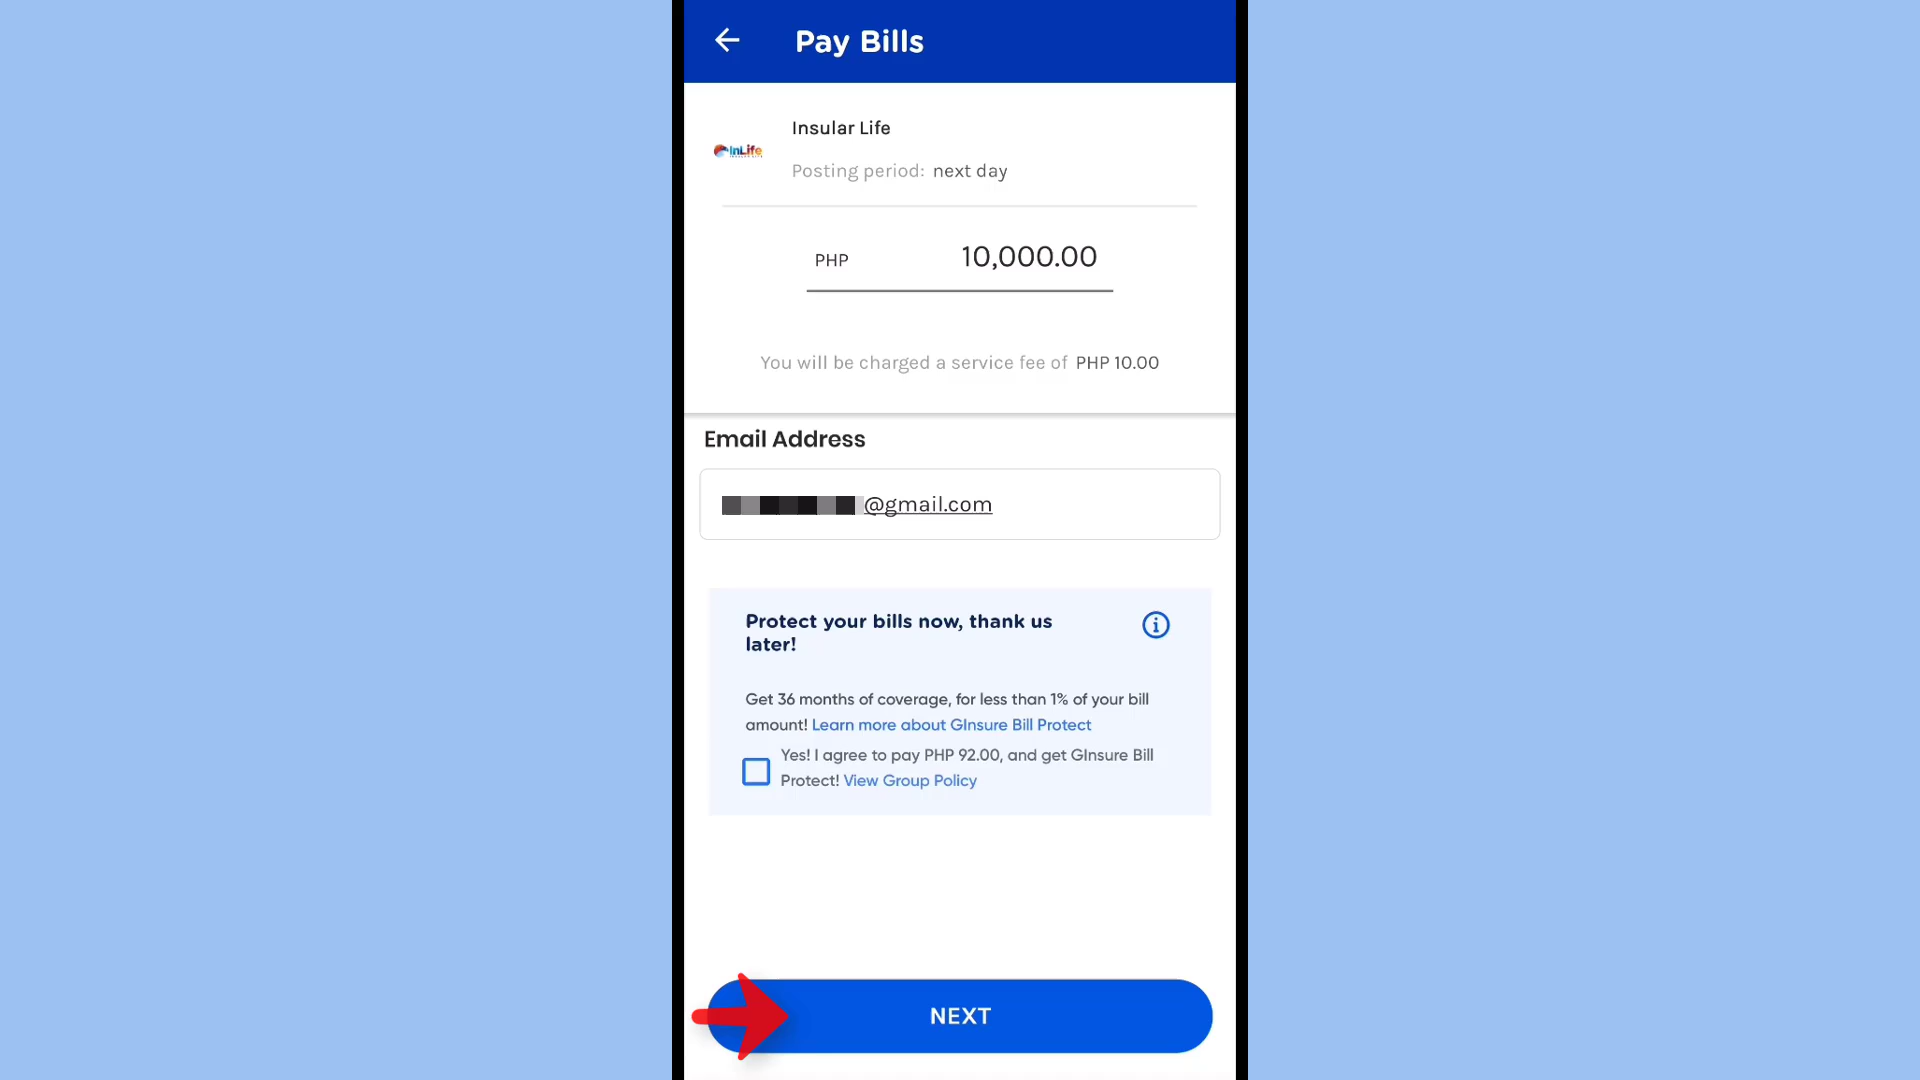 Pay Bills
Insular Life
InLife
Posting period: next day
PHP 10,000.00
You will be charged a service fee of PHP 10.00
Email Address
@gmail.com
Protect your bills now, thank us
later!
Get 36 months of coverage, for less than 1% of your bill
amount! Learn more about GInsure Bill Protect
Yes! I agree to pay PHP 92.00, and get GInsure Bill
Protect! View Group Policy
NEXT